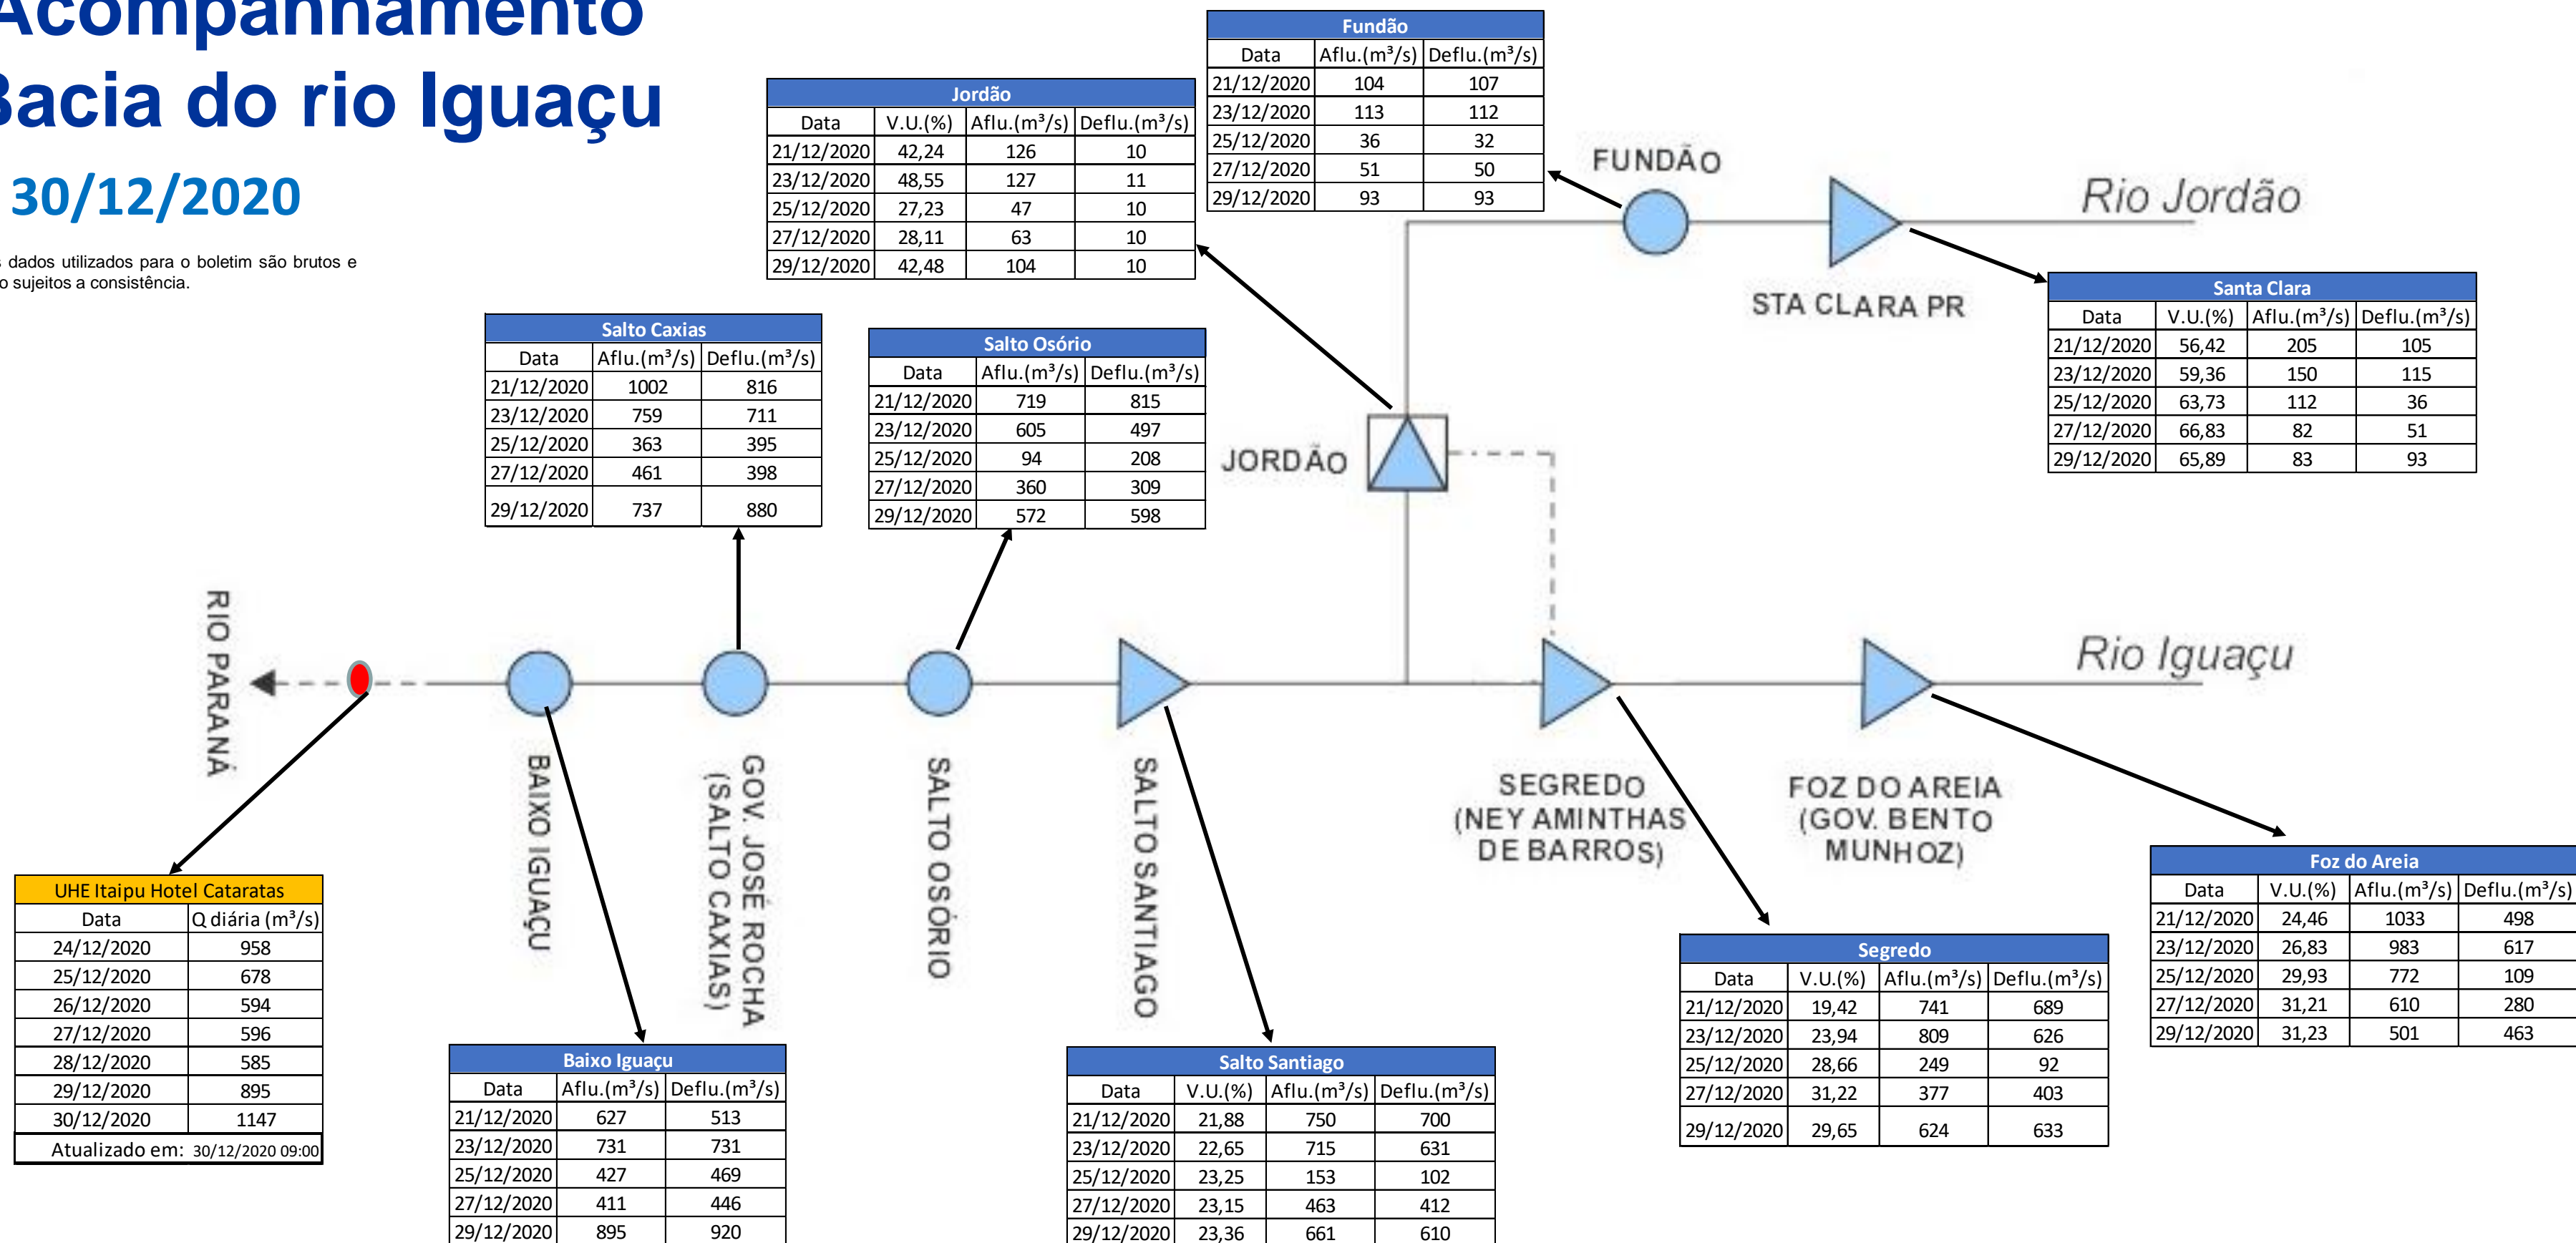 Acompanhamento
Bacia do rio Iguaçu
30/12/2020
dados utilizados para o boletim são brutos e
sujeitos a consistência.
Fundão
Data Aflu.(m³/s) Deflu.(m³/s)
21/12/2020 104 107
23/12/2020 113 112
25/12/2020 36 32
27/12/2020 51 50
29/12/2020 93 93
Jordão
Data V.U.(%) Aflu.(m³/s) Deflu.(m³/s)
21/12/2020 42,24 126 10
23/12/2020 48,55 127 11
25/12/2020 27,23 47 10
27/12/2020 28,11 63 10
29/12/2020 42,48 104 10
FUNDÃO
Rio Jordão
STA CLARA PR
Santa Clara
Data V.U.(%) Aflu.(m³/s) Deflu.(m³/s)
21/12/2020 56,42 205 105
23/12/2020 59,36 150 115
25/12/2020 63,73 112 36
27/12/2020 66,83 82 51
29/12/2020 65,89 83 93
Salto Caxias
Data Aflu.(m³/s) Deflu.(m³/s)
21/12/2020 1002 816
23/12/2020 759 711
25/12/2020 363 395
27/12/2020 461 398
29/12/2020 737 880
Salto Osório
Data Aflu.(m³/s) Deflu.(m³/s)
21/12/2020 719 815
23/12/2020 605 497
25/12/2020 94 208
27/12/2020 360 309
29/12/2020 572 598
JORDÃO
RIO PARANÁ
Rio Iguaçu
BAIXO IGUAÇU
GOV. JOSÉ ROCHA
(SALTO CAXIAS)
SALTO OSÓRIO
SALTO SANTIAGO
SEGREDO
(NEY AMINTHAS
DE BARROS)
FOZ DO AREIA
(GOV. BENTO
MUNHOZ)
UHE Itaipu Hotel Cataratas
Data Q diária (m³/s)
24/12/2020 958
25/12/2020 678
26/12/2020 594
27/12/2020 596
28/12/2020 585
29/12/2020 895
30/12/2020 1147
Atualizado em: 30/12/2020 09:00
Baixo Iguaçu
Data Aflu.(m³/s) Deflu.(m³/s)
21/12/2020 627 513
23/12/2020 731 731
25/12/2020 427 469
27/12/2020 411 446
29/12/2020 895 920
Salto Santiago
Data V.U.(%) Aflu.(m³/s) Deflu.(m³/s)
21/12/2020 21,88 750 700
23/12/2020 22,65 715 631
25/12/2020 23,25 153 102
27/12/2020 23,15 463 412
29/12/2020 23,36 661 610
Segredo
Data V.U.(%) Aflu.(m³/s) Deflu.(m³/s)
21/12/2020 19,42 741 689
23/12/2020 23,94 809 626
25/12/2020 28,66 249 92
27/12/2020 31,22 377 403
29/12/2020 29,65 624 633
Foz do Areia
Data V.U.(%) Aflu.(m³/s) Deflu.(m³/s)
21/12/2020 24,46 1033 498
23/12/2020 26,83 983 617
25/12/2020 29,93 772 109
27/12/2020 31,21 610 280
29/12/2020 31,23 501 463